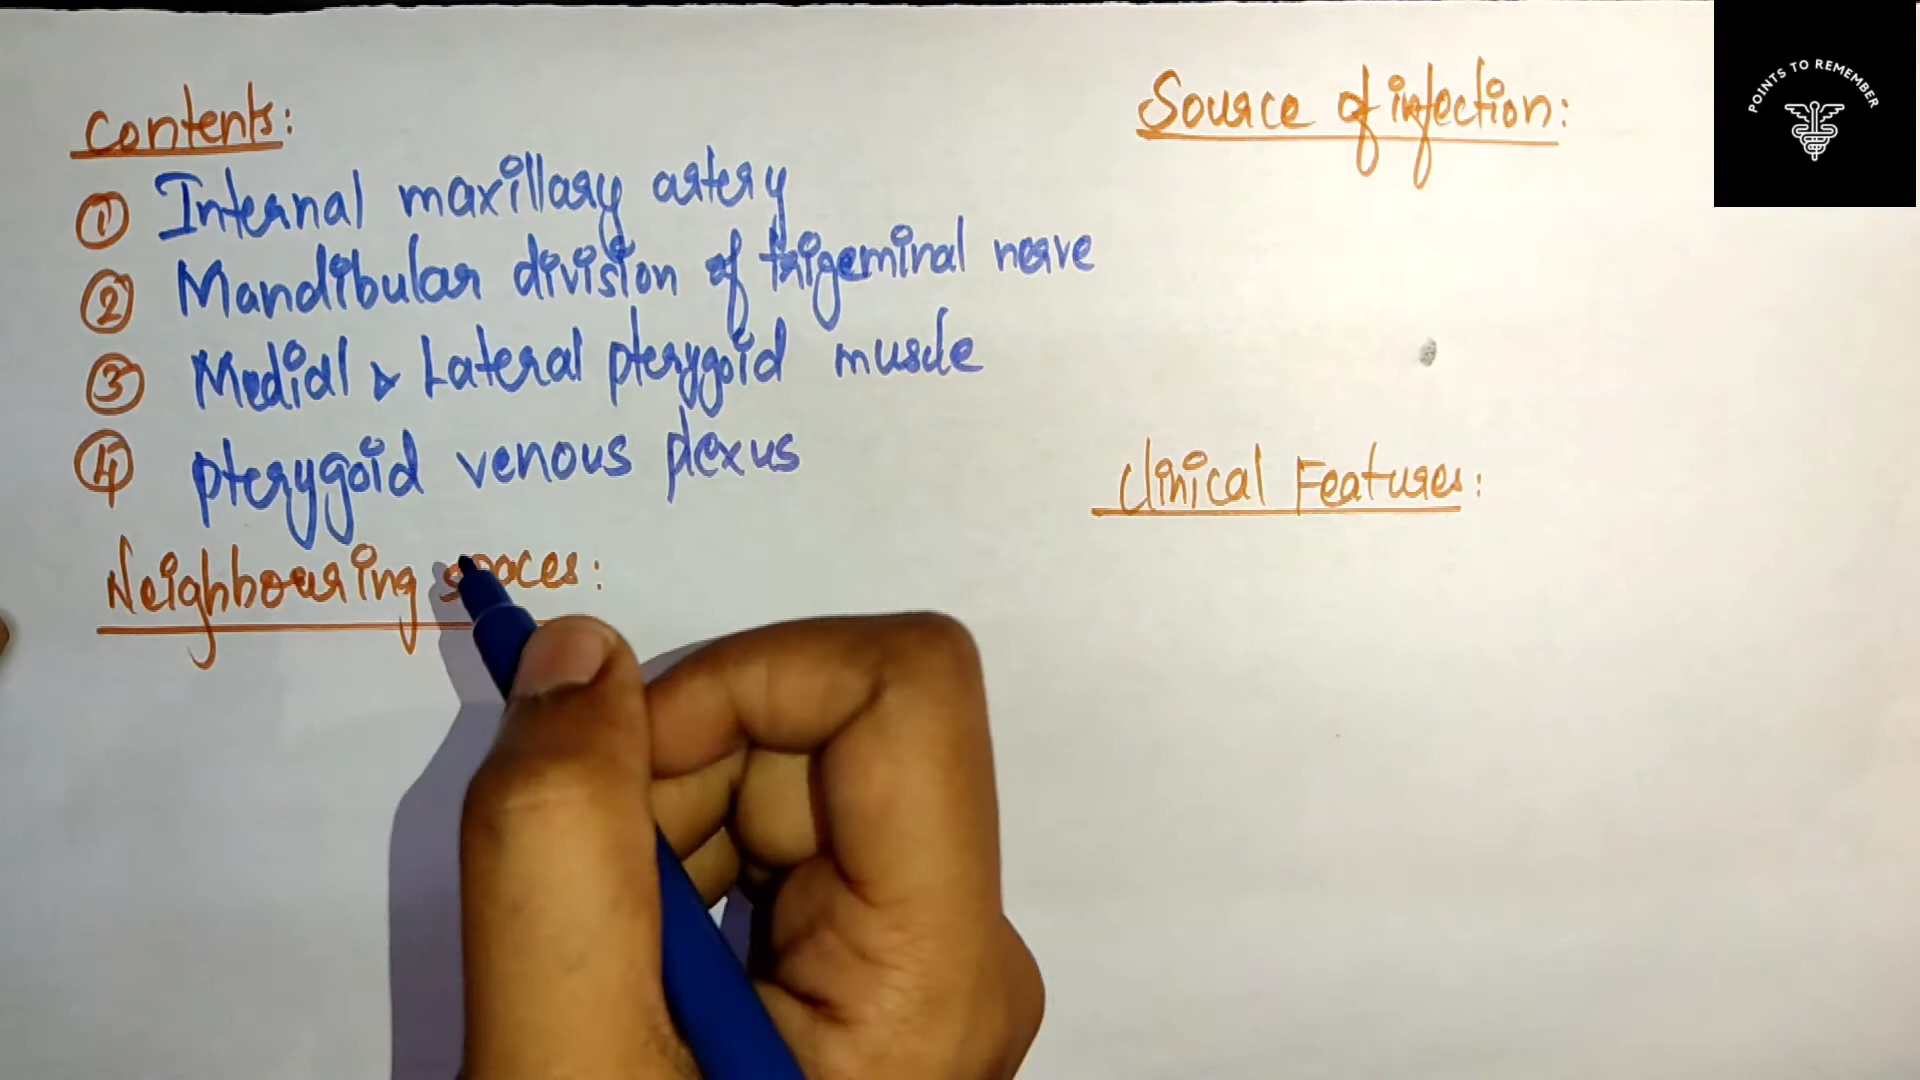 Contents:
① Internal maxillary artery
② Mandibular division of trigeminal nerve
③ Medial & Lateral pterygoid muscle
④ pterygoid venous plexus
Neighbouring spaces:
Source of infection:
Clinical Features:
POINTS TO REMEMBER